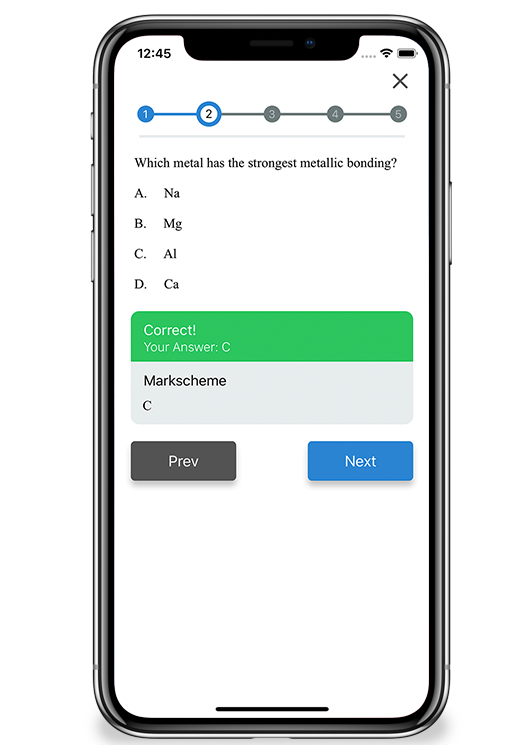 12:45
1 2 3 4 5
Which metal has the strongest metallic bonding?
A. Na
B. Mg
C. Al
D. Ca
Correct!
Your Answer: C
Markscheme
C
Prev Next